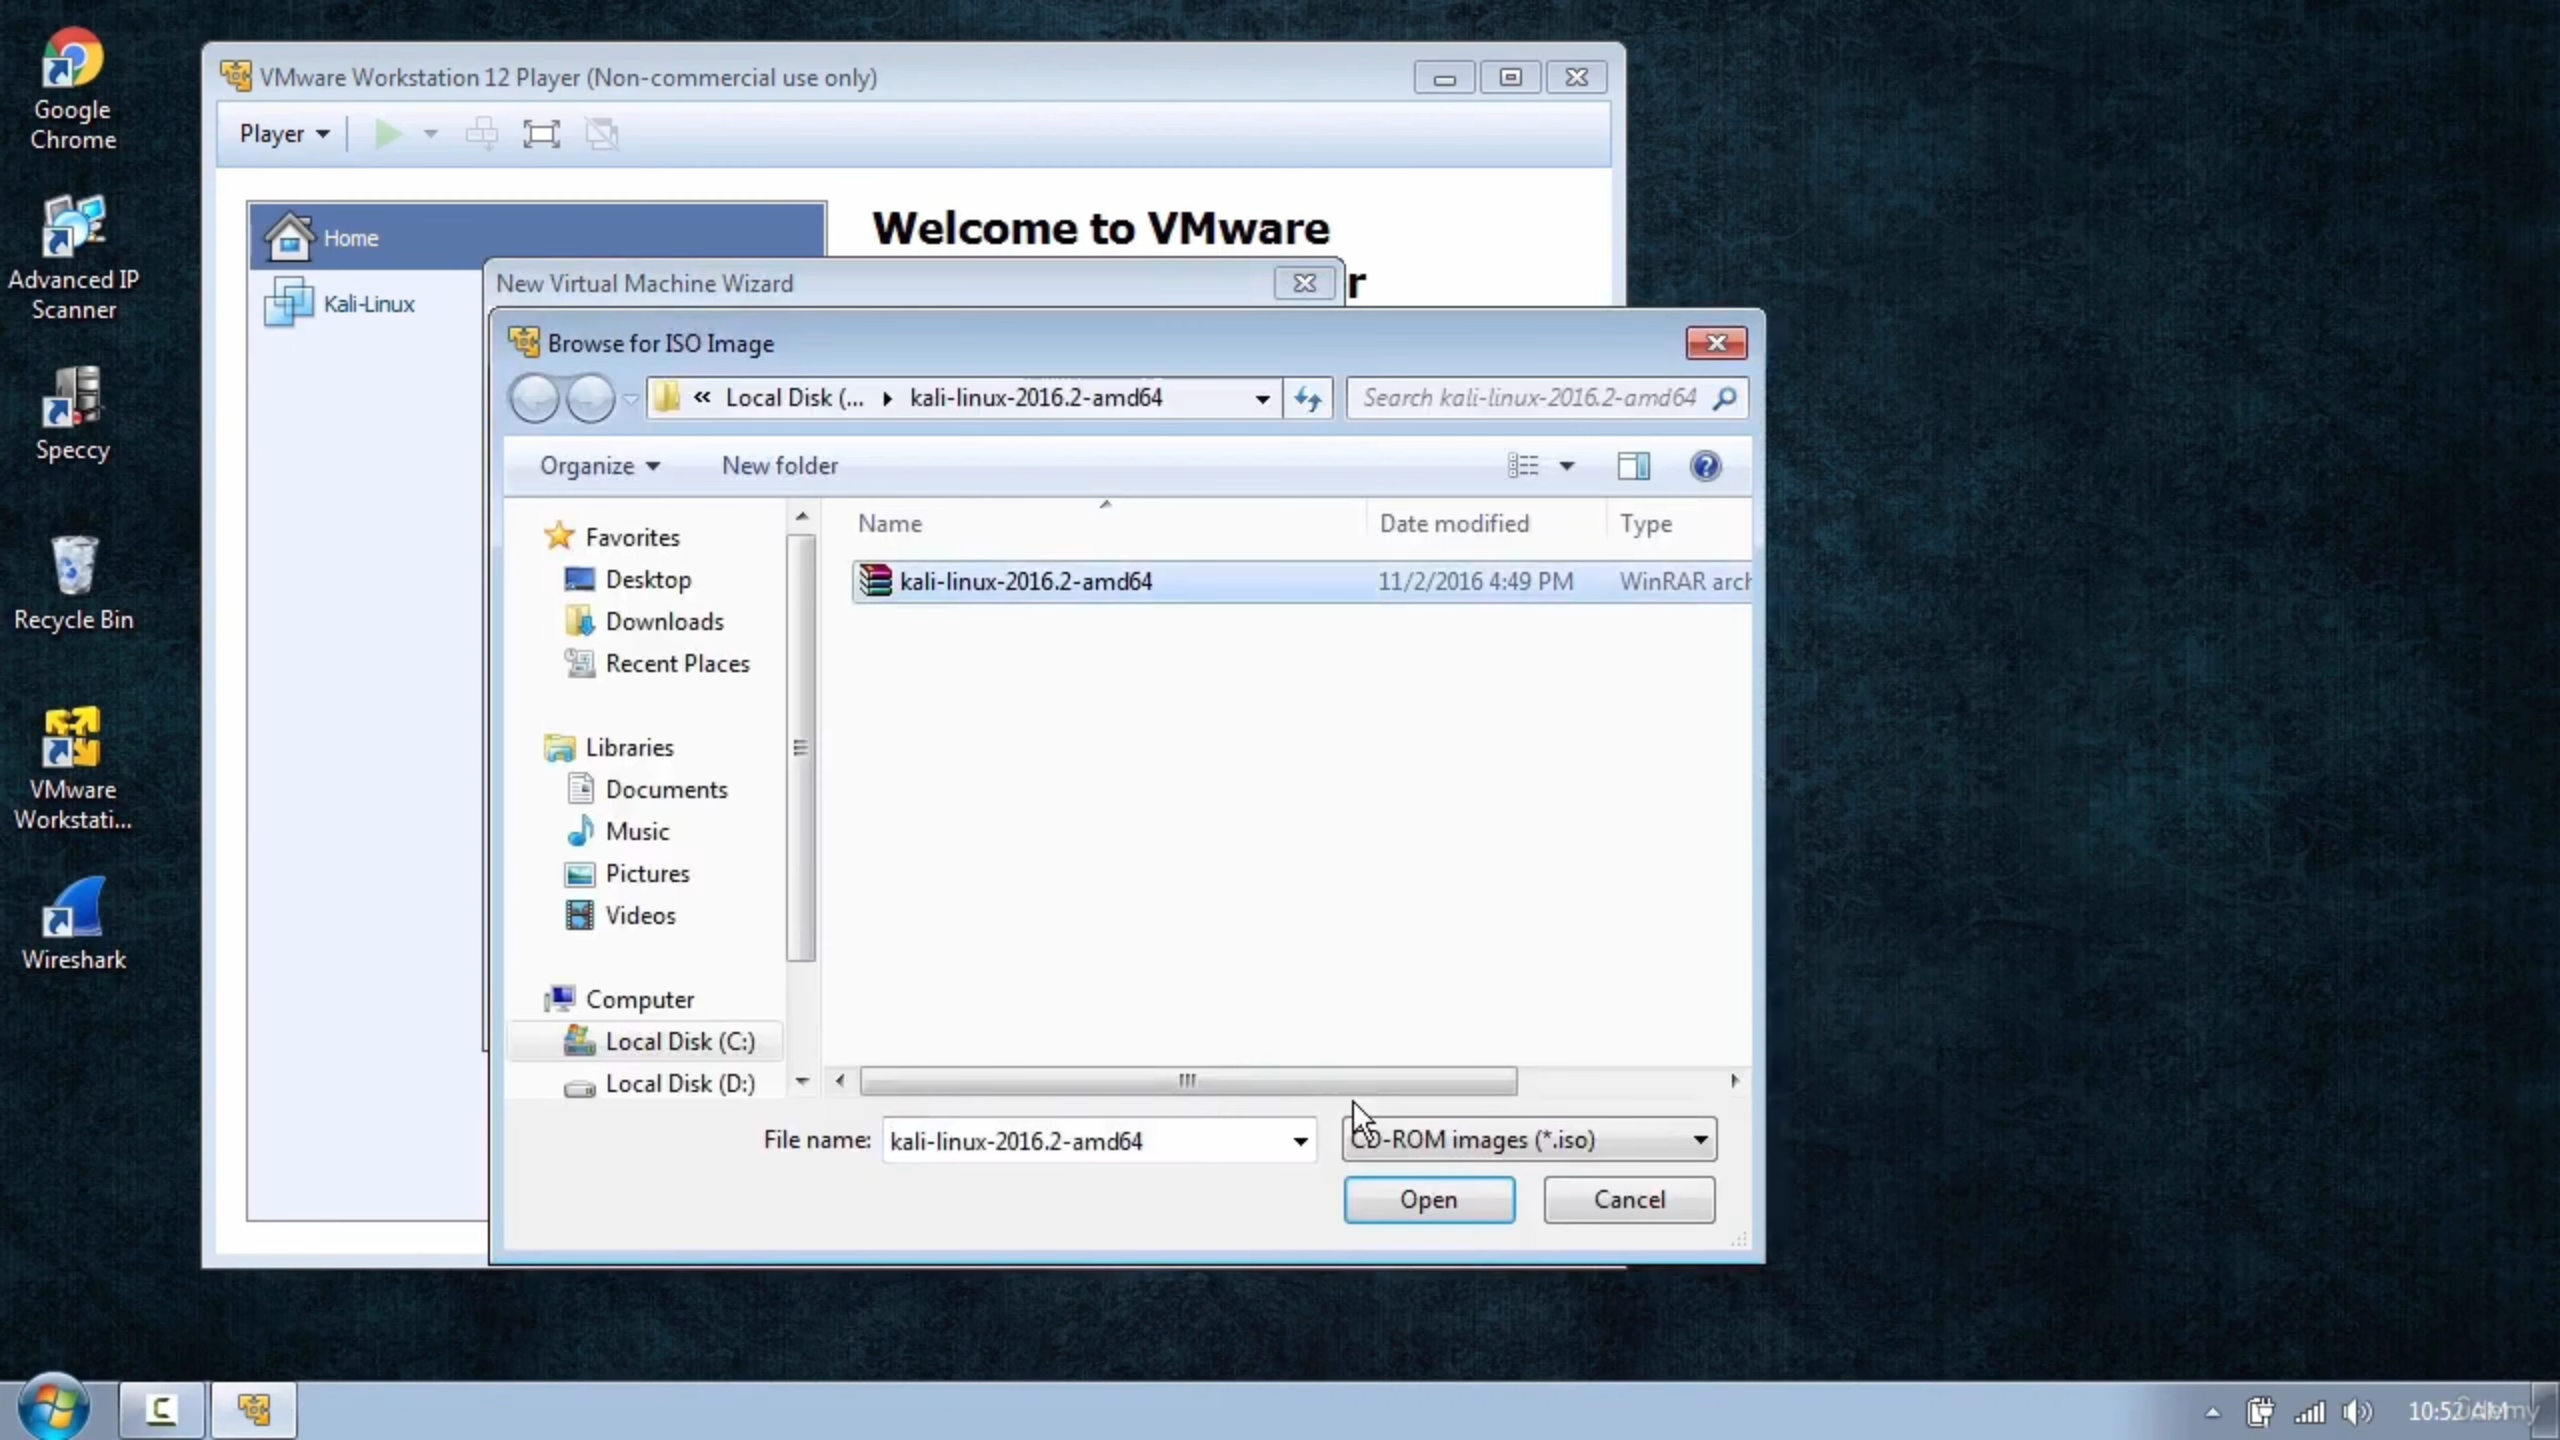 Google
Chrome
Advanced IP
Scanner
Speccy
Recycle Bin
VMware
Workstati...
Wireshark
VMware Workstation 12 Player (Non-commercial use only)
Player
Home
Kali-Linux
Welcome to VMware
r
New Virtual Machine Wizard
Browse for ISO Image
« Local Disk (... kali-linux-2016.2-amd64
Search kali-linux-2016.2-amd64
Organize New folder
Favorites
Desktop
Downloads
Recent Places
Libraries
Documents
Music
Pictures
Videos
Computer
Local Disk (C:)
Local Disk (D:)
Name Date modified Type
kali-linux-2016.2-amd64 11/2/2016 4:49 PM WinRAR arch
File name: kali-linux-2016.2-amd64 CD-ROM images (*.iso)
Open Cancel
10:52 AM
ûdemy